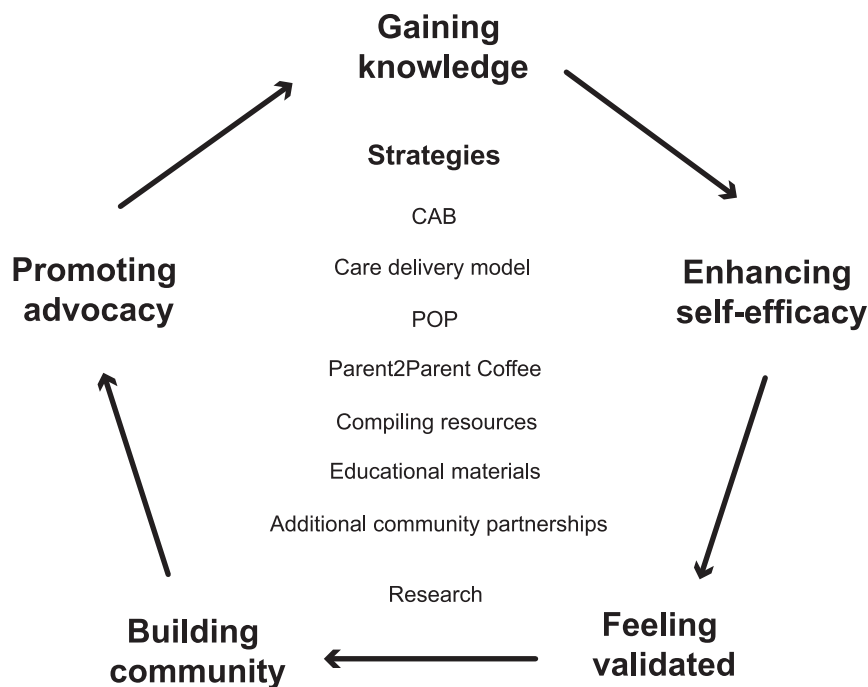 Gaining
knowledge
Strategies
CAB
Care delivery model
POP
Parent2Parent Coffee
Compiling resources
Educational materials
Additional community partnerships
Research
Enhancing
self-efficacy
Feeling
validated
Building
community
Promoting
advocacy